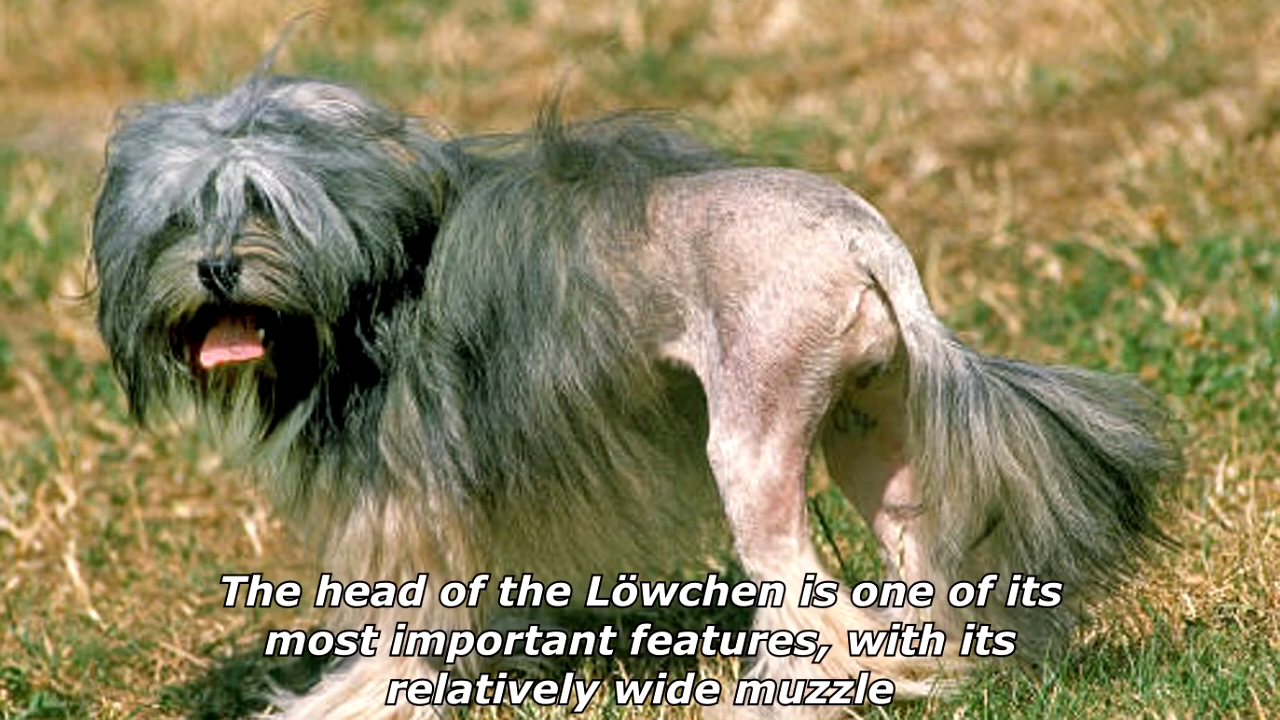 The head of the Löwchen is one of its
most important features, with its
relatively wide muzzle